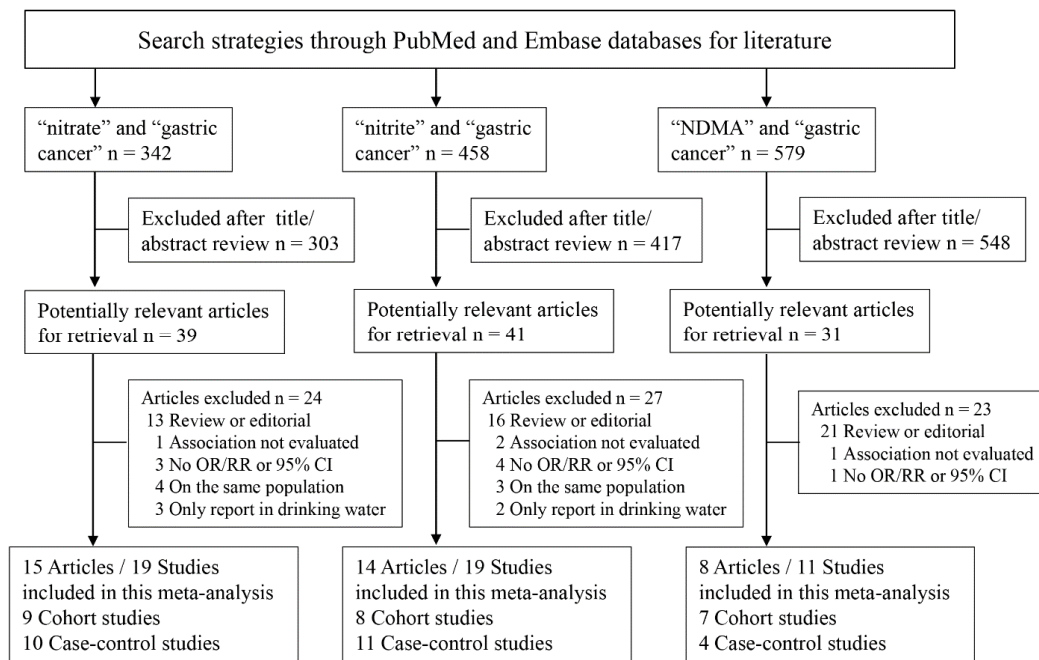 Search strategies through PubMed and Embase databases for literature
“nitrate” and “gastric
cancer” n = 342
“nitrite” and “gastric
cancer” n = 458
“NDMA” and “gastric
cancer” n = 579
Excluded after title/
abstract review n = 303
Excluded after title/
abstract review n = 417
Excluded after title/
abstract review n = 548
Potentially relevant articles
for retrieval n = 39
Potentially relevant articles
for retrieval n = 41
Potentially relevant articles
for retrieval n = 31
Articles excluded n = 24
13 Review or editorial
1 Association not evaluated
3 No OR/RR or 95% CI
4 On the same population
3 Only report in drinking water
Articles excluded n = 27
16 Review or editorial
2 Association not evaluated
4 No OR/RR or 95% CI
3 On the same population
2 Only report in drinking water
Articles excluded n = 23
21 Review or editorial
1 Association not evaluated
1 No OR/RR or 95% CI
15 Articles / 19 Studies
included in this meta-analysis
9 Cohort studies
10 Case-control studies
14 Articles / 19 Studies
included in this meta-analysis
8 Cohort studies
11 Case-control studies
8 Articles / 11 Studies
included in this meta-analysis
7 Cohort studies
4 Case-control studies